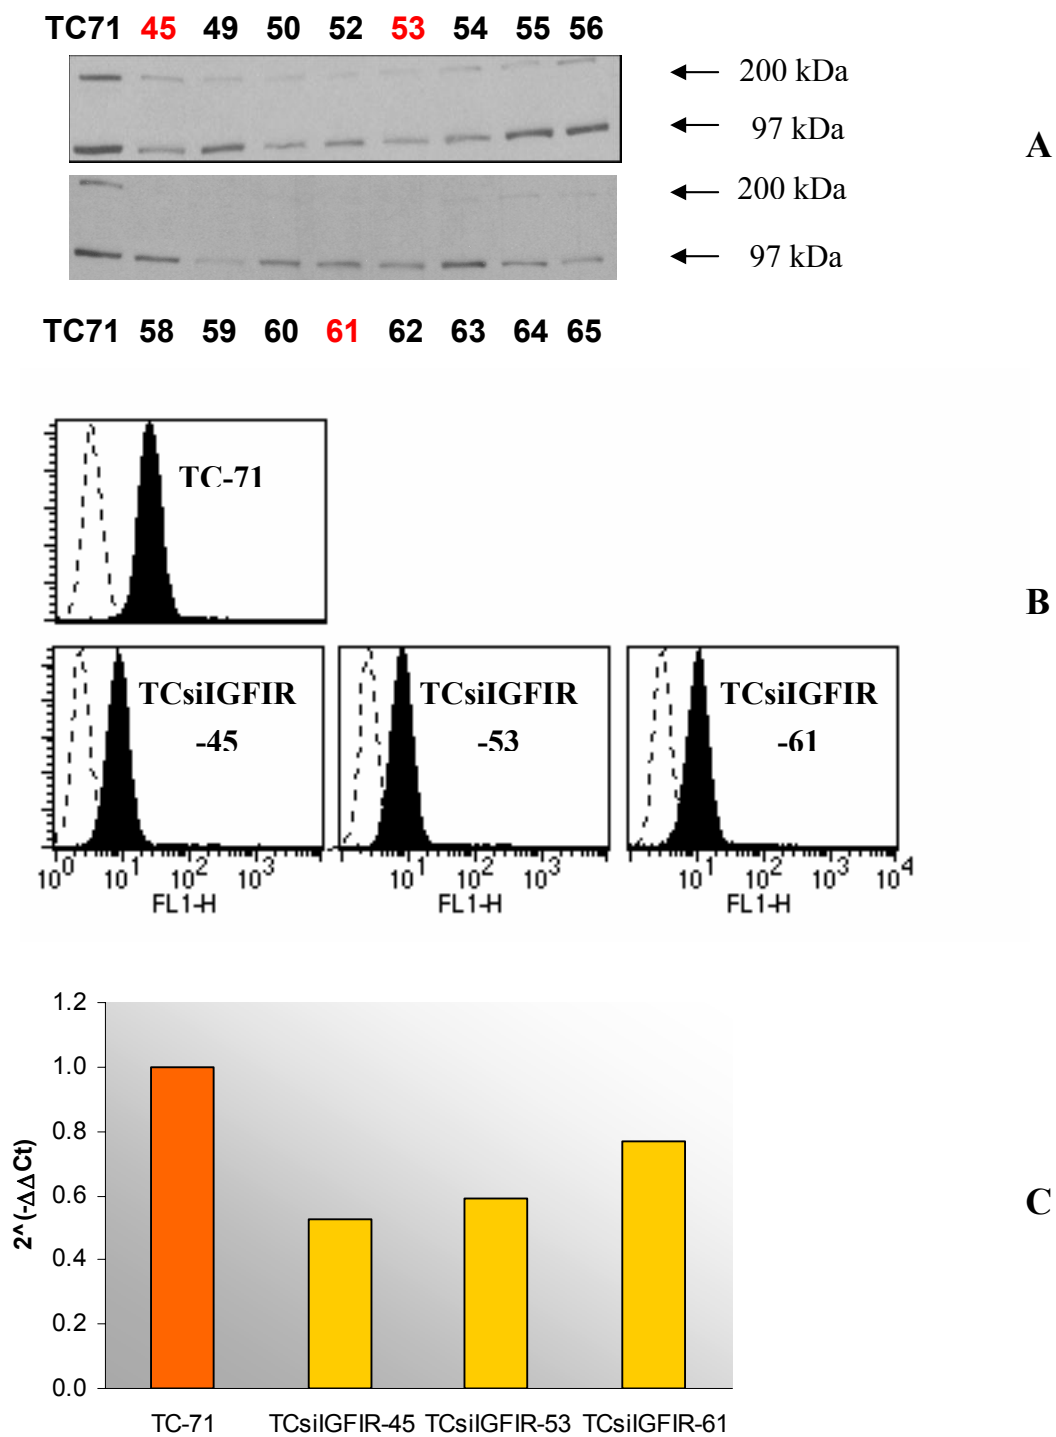 TC71 45 49 50 52 53 54 55 56
200 kDa
97 kDa
A
200 kDa
97 kDa
TC71 58 59 60 61 62 63 64 65
TC-71
B
TCsiIGFIR
-45
TCsiIGFIR
-53
TCsiIGFIR
-61
10^0 10^1 10^2 10^3
10^1 10^2 10^3
10^1 10^2 10^3 10^4
FL1-H
FL1-H
FL1-H
1.2
1.0
0.8
0.6
0.4
0.2
0.0
2^(-ΔΔCt)
C
TC-71 TCsiIGFIR-45 TCsiIGFIR-53 TCsiIGFIR-61